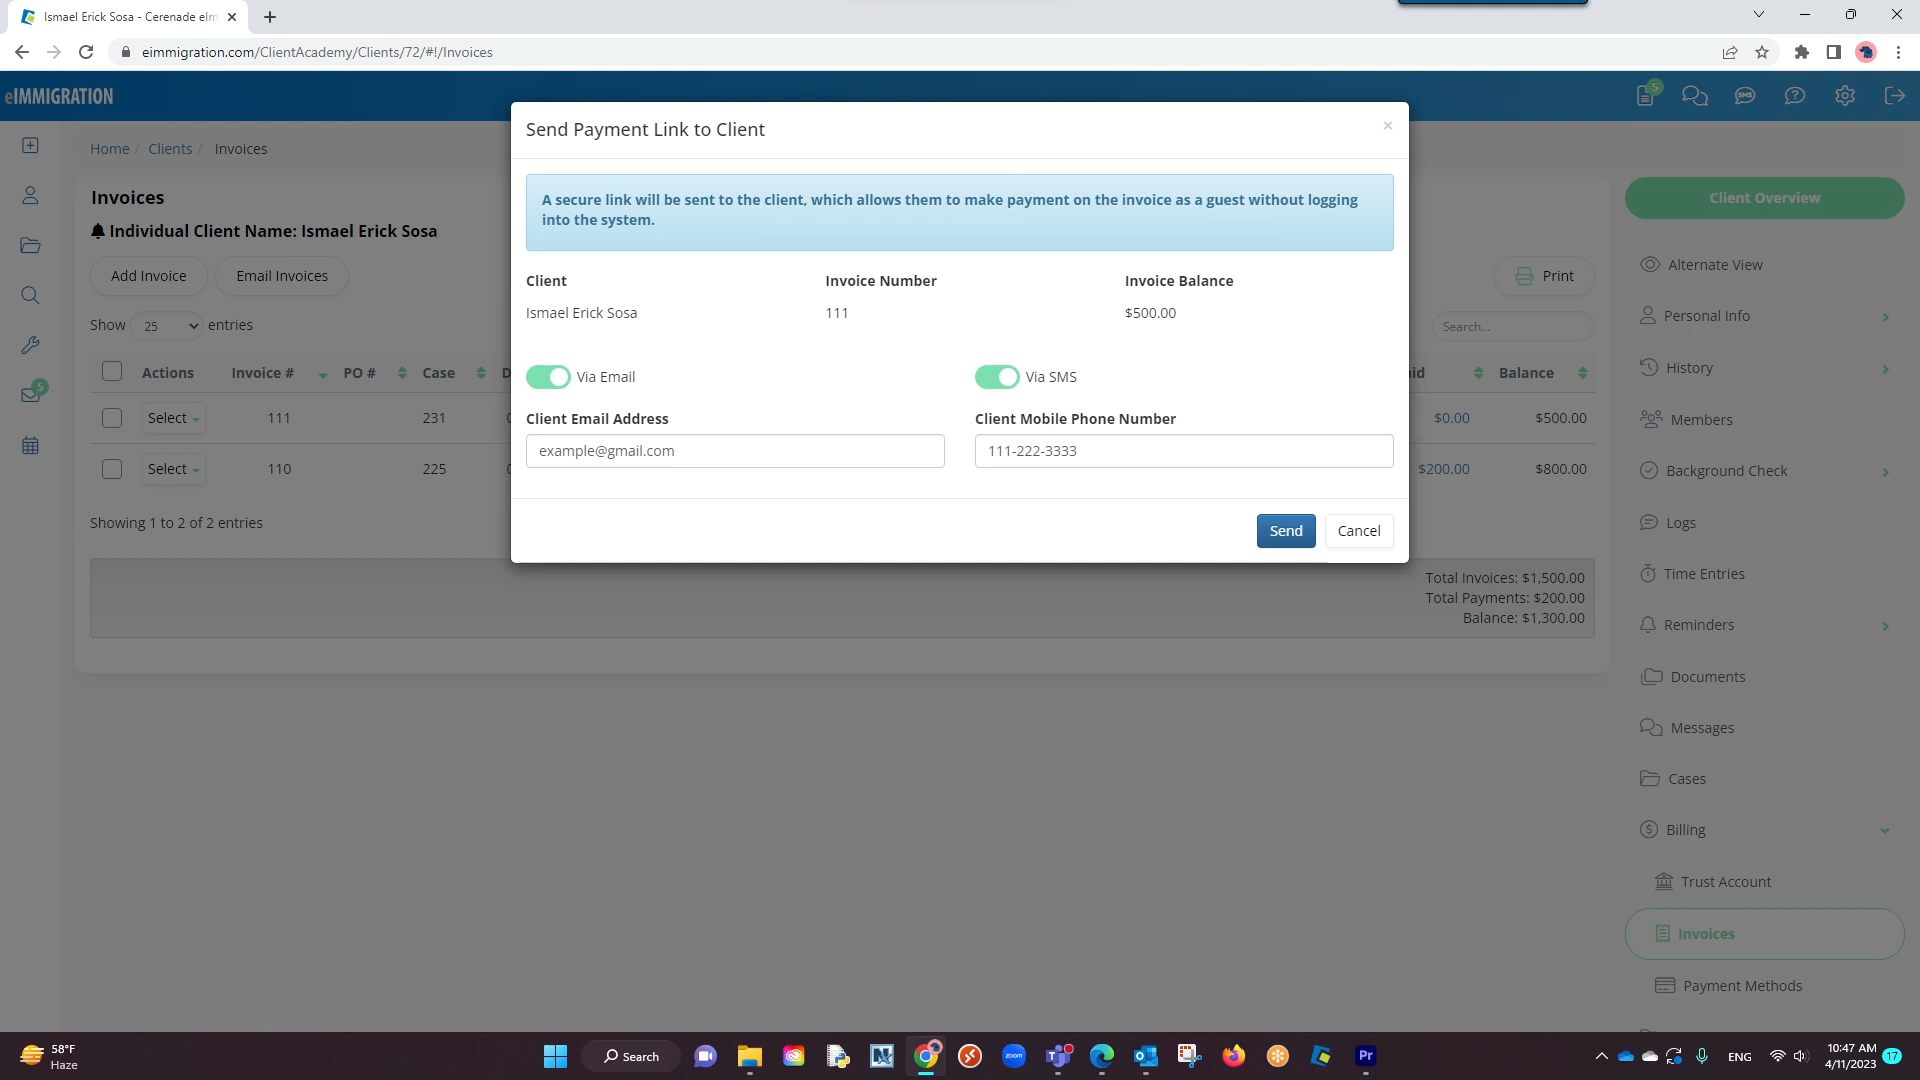 Ismael Erick Sosa - Cerenade eIm
eimmigration.com/ClientAcademy/Clients/72/#!/Invoices
eIMMIGRATION
5
SMS
Home / Clients / Invoices
Invoices
Individual Client Name: Ismael Erick Sosa
Add Invoice
Email Invoices
Print
Show 25 entries
Search...
Actions Invoice # PO # Case
Balance
Select 111 231 $0.00 $500.00
Select 110 225 $200.00 $800.00
Showing 1 to 2 of 2 entries
Total Invoices: $1,500.00
Total Payments: $200.00
Balance: $1,300.00
5
Send Payment Link to Client
×
A secure link will be sent to the client, which allows them to make payment on the invoice as a guest without logging
into the system.
Client Invoice Number Invoice Balance
Ismael Erick Sosa 111 $500.00
Via Email Via SMS
Client Email Address Client Mobile Phone Number
example@gmail.com 111-222-3333
Send Cancel
Client Overview
Alternate View
Personal Info
History
Members
Background Check
Logs
Time Entries
Reminders
Documents
Messages
Cases
Billing
Trust Account
Invoices
Payment Methods
58°F
Haze
Search
zoom
Pr
ENG
10:47 AM
4/11/2023
17